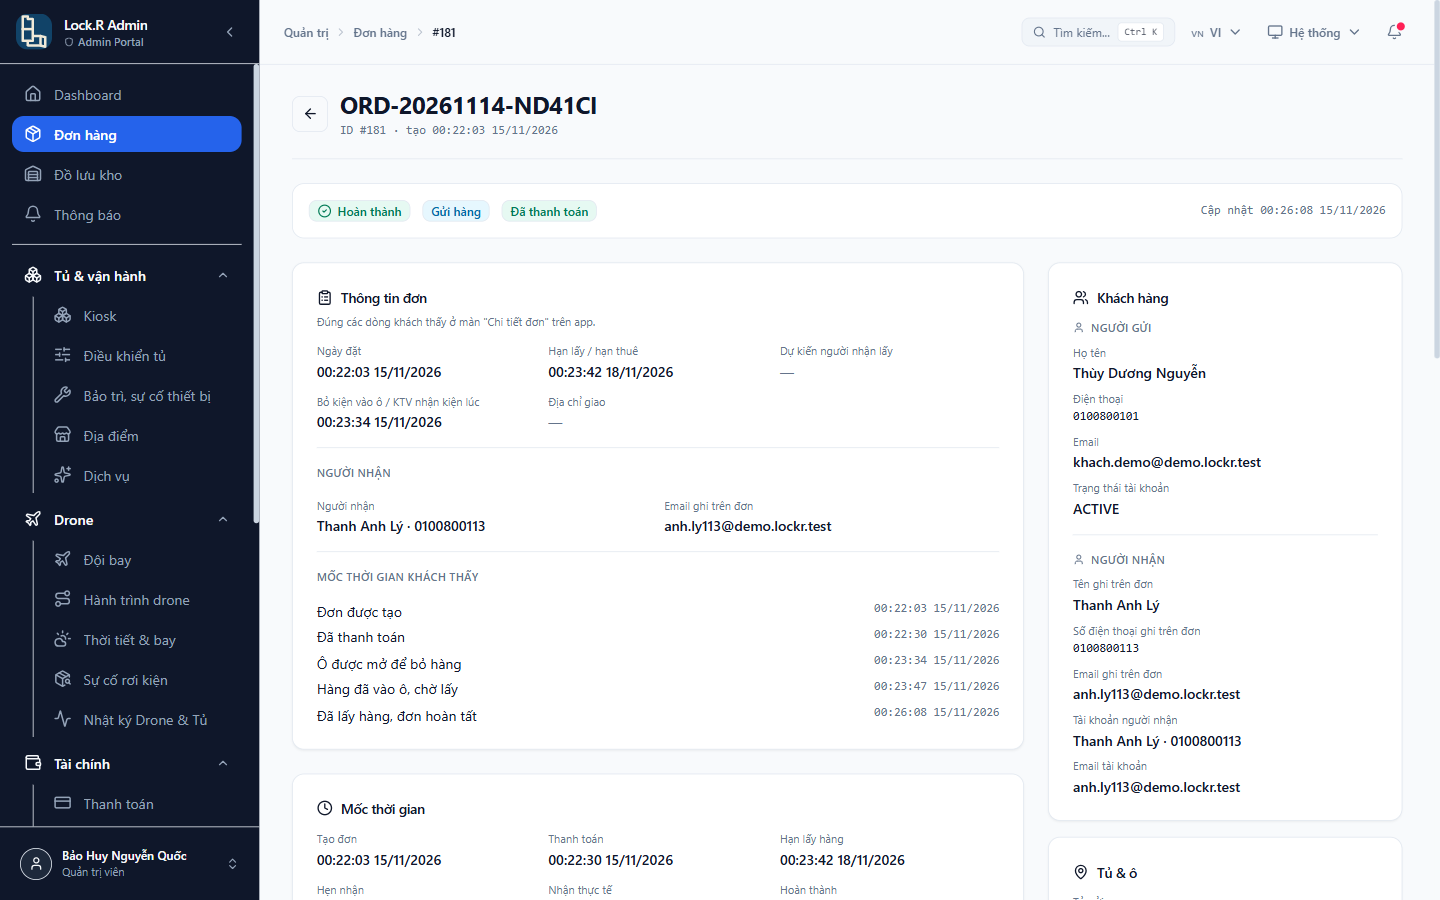 Lock.R Admin
Admin Portal
Dashboard
Đơn hàng
Đồ lưu kho
Thông báo
Tủ & vận hành
Kiosk
Điều khiển tủ
Bảo trì, sự cố thiết bị
Địa điểm
Dịch vụ
Drone
Đội bay
Hành trình drone
Thời tiết & bay
Sự cố rơi kiện
Nhật ký Drone & Tủ
Tài chính
Thanh toán
Bảo Huy Nguyễn Quốc
Quản trị viên
Quản trị > Đơn hàng > #181
Tìm kiếm... Ctrl K
VN VI
Hệ thống
ORD-20261114-ND41CI
ID #181 · tạo 00:22:03 15/11/2026
Hoàn thành Gửi hàng Đã thanh toán
Cập nhật 00:26:08 15/11/2026
Thông tin đơn
Đúng các dòng khách thấy ở màn "Chi tiết đơn" trên app.
Ngày đặt Hạn lấy / hạn thuê Dự kiến người nhận lấy
00:22:03 15/11/2026 00:23:42 18/11/2026 —
Bỏ kiện vào ô / KTV nhận kiện lúc Địa chỉ giao
00:23:34 15/11/2026 —
NGƯỜI NHẬN
Người nhận Email ghi trên đơn
Thanh Anh Lý · 0100800113 anh.ly113@demo.lockr.test
MỐC THỜI GIAN KHÁCH THẤY
Đơn được tạo 00:22:03 15/11/2026
Đã thanh toán 00:22:30 15/11/2026
Ô được mở để bỏ hàng 00:23:34 15/11/2026
Hàng đã vào ô, chờ lấy 00:23:47 15/11/2026
Đã lấy hàng, đơn hoàn tất 00:26:08 15/11/2026
Mốc thời gian
Tạo đơn Thanh toán Hạn lấy hàng
00:22:03 15/11/2026 00:22:30 15/11/2026 00:23:42 18/11/2026
Hẹn nhận Nhận thực tế Hoàn thành
Khách hàng
NGƯỜI GỬI
Họ tên
Thùy Dương Nguyễn
Điện thoại
0100800101
Email
khach.demo@demo.lockr.test
Trạng thái tài khoản
ACTIVE
NGƯỜI NHẬN
Tên ghi trên đơn
Thanh Anh Lý
Số điện thoại ghi trên đơn
0100800113
Email ghi trên đơn
anh.ly113@demo.lockr.test
Tài khoản người nhận
Thanh Anh Lý · 0100800113
Email tài khoản
anh.ly113@demo.lockr.test
Tủ & ô